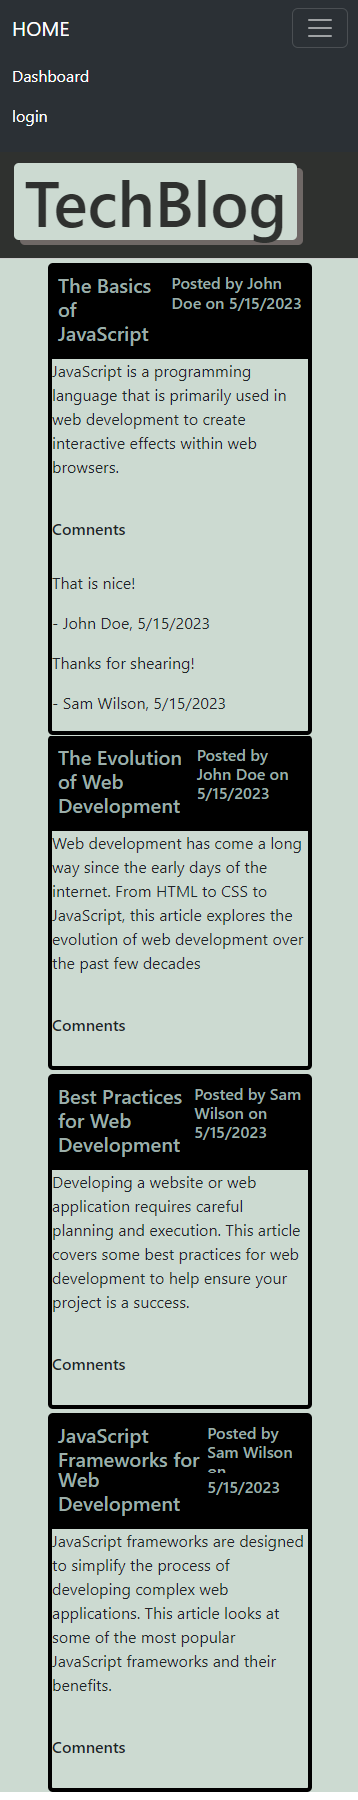 HOME
Dashboard
login
TechBlog
The Basics
of
JavaScript
Posted by John
Doe on 5/15/2023
JavaScript is a programming
language that is primarily used in
web development to create
interactive effects within web
browsers.
Comments
That is nice!
- John Doe, 5/15/2023
Thanks for shearing!
- Sam Wilson, 5/15/2023
The Evolution
of Web
Development
Posted by
John Doe on
5/15/2023
Web development has come a long
way since the early days of the
internet. From HTML to CSS to
JavaScript, this article explores the
evolution of web development over
the past few decades
Comments
Best Practices
for Web
Development
Posted by Sam
Wilson on
5/15/2023
Developing a website or web
application requires careful
planning and execution. This article
covers some best practices for web
development to help ensure your
project is a success.
Comments
JavaScript
Frameworks for
Web
Development
Posted by
Sam Wilson
on
5/15/2023
JavaScript frameworks are designed
to simplify the process of
developing complex web
applications. This article looks at
some of the most popular
JavaScript frameworks and their
benefits.
Comments